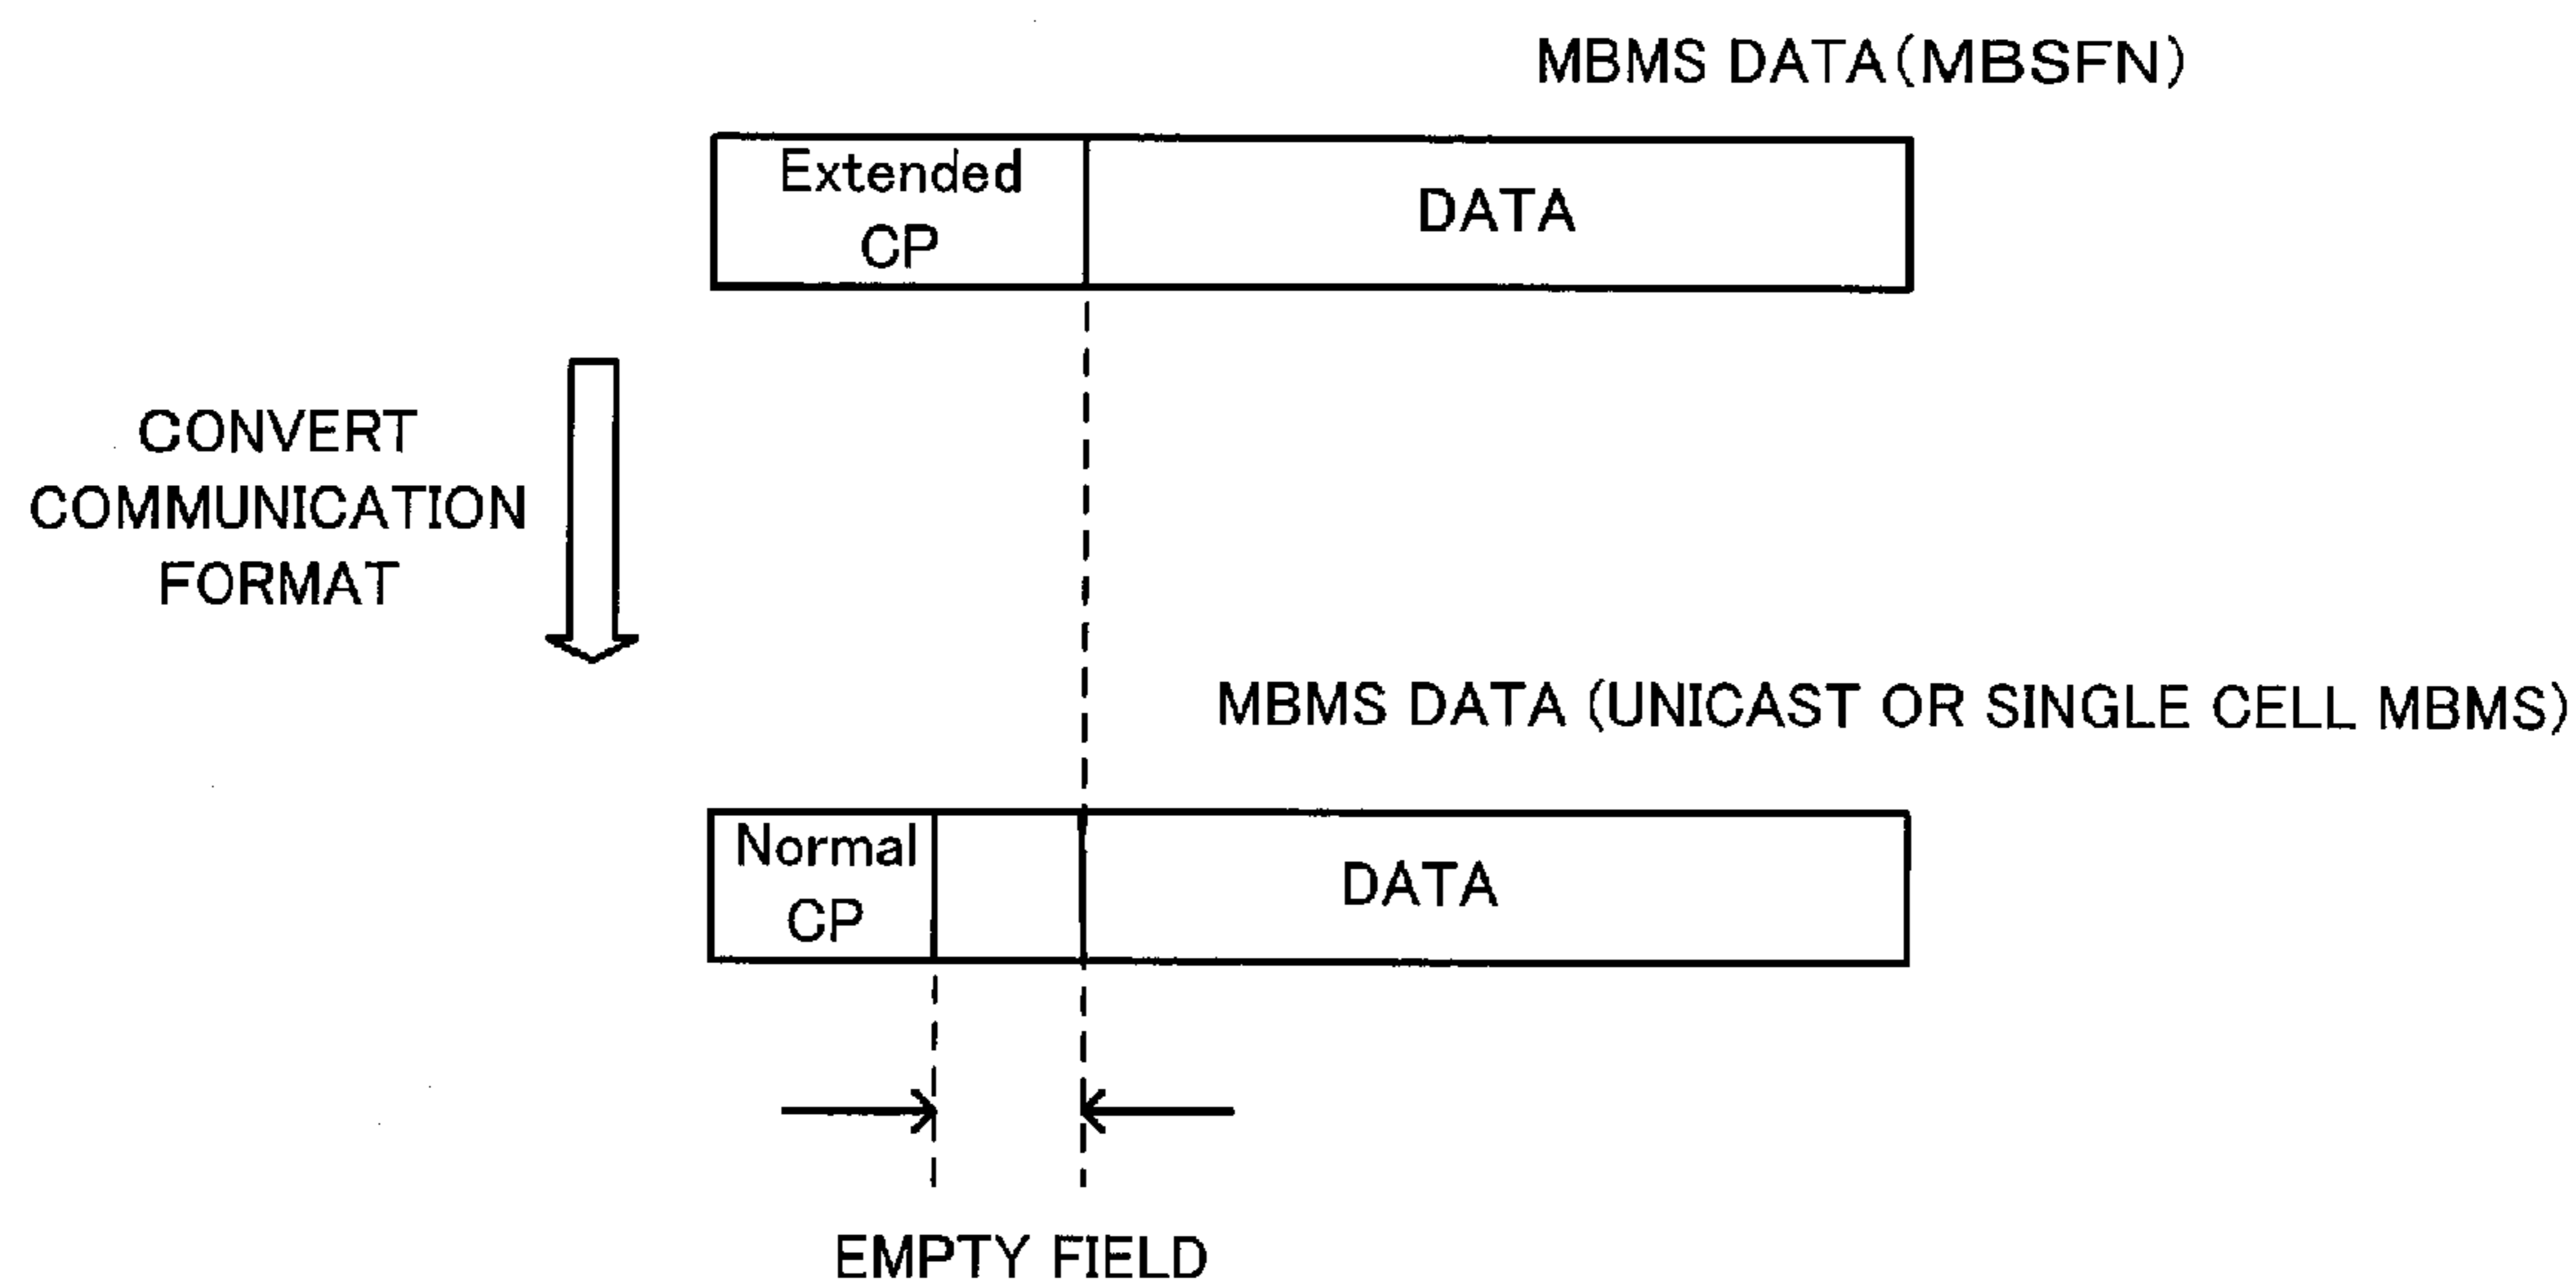 MBMS DATA(MBSFN)
Extended
CP
DATA
CONVERT
COMMUNICATION
FORMAT
MBMS DATA (UNICAST OR SINGLE CELL MBMS)
Normal
CP
DATA
EMPTY FIELD